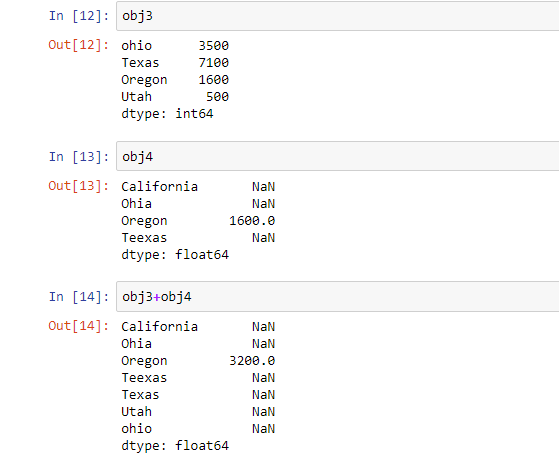 In [12]: obj3
Out[12]: ohio 3500
Texas 7100
Oregon 1600
Utah 500
dtype: int64
In [13]: obj4
Out[13]: California NaN
Ohia NaN
Oregon 1600.0
Teexas NaN
dtype: float64
In [14]: obj3+obj4
Out[14]: California NaN
Ohia NaN
Oregon 3200.0
Teexas NaN
Texas NaN
Utah NaN
ohio NaN
dtype: float64